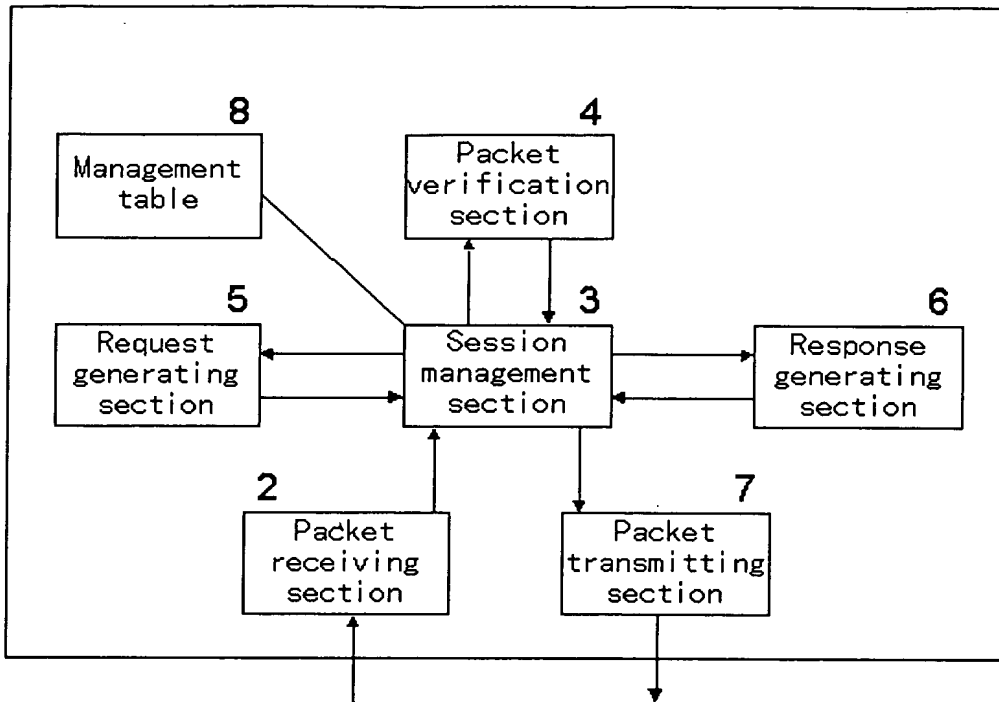 8
Management
table
4
Packet
verification
section
5
Request
generating
section
3
Session
management
section
6
Response
generating
section
2
Packet
receiving
section
7
Packet
transmitting
section